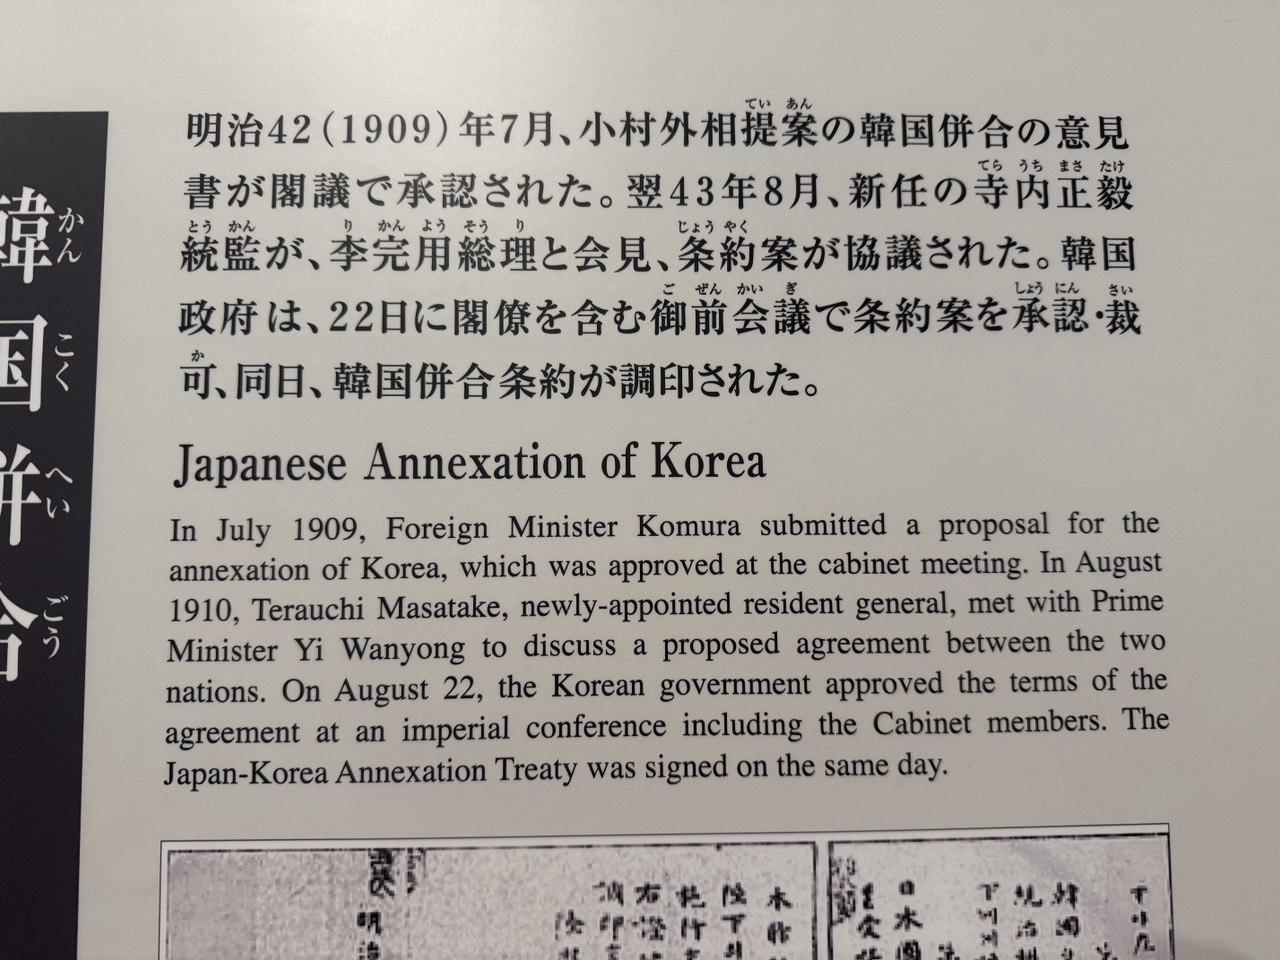 韓国併合
かんこくへいごう
明治42(1909)年7月、小村外相提案の韓国併合の意見
書が閣議で承認された。翌43年8月、新任の寺内正毅
統監が、李完用総理と会見、条約案が協議された。韓国
政府は、22日に閣僚を含む御前会議で条約案を承認・裁
可、同日、韓国併合条約が調印された。
Japanese Annexation of Korea
In July 1909, Foreign Minister Komura submitted a proposal for the
annexation of Korea, which was approved at the cabinet meeting. In August
1910, Terauchi Masatake, newly-appointed resident general, met with Prime
Minister Yi Wanyong to discuss a proposed agreement between the two
nations. On August 22, the Korean government approved the terms of the
agreement at an imperial conference including the Cabinet members. The
Japan-Korea Annexation Treaty was signed on the same day.